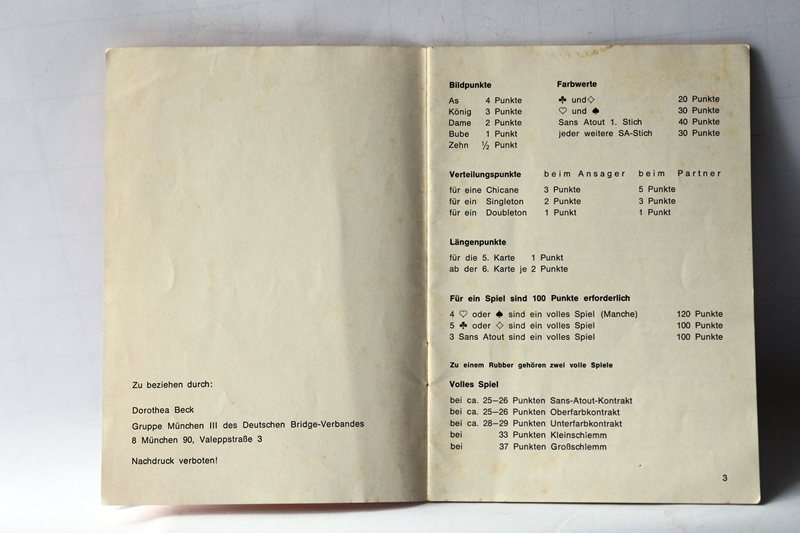 Zu beziehen durch:
Dorothea Beck
Gruppe München III des Deutschen Bridge-Verbandes
8 München 90, Valeppstraße 3
Nachdruck verboten!
Bildpunkte Farbwerte
As 4 Punkte ♣ und ♢ 20 Punkte
König 3 Punkte ♡ und ♠ 30 Punkte
Dame 2 Punkte Sans Atout 1. Stich 40 Punkte
Bube 1 Punkt jeder weitere SA-Stich 30 Punkte
Zehn ½ Punkt
Verteilungspunkte beim Ansager beim Partner
für eine Chicane 3 Punkte 5 Punkte
für ein Singleton 2 Punkte 3 Punkte
für ein Doubleton 1 Punkt 1 Punkt
Längenpunkte
für die 5. Karte 1 Punkt
ab der 6. Karte je 2 Punkte
Für ein Spiel sind 100 Punkte erforderlich
4 ♡ oder ♠ sind ein volles Spiel (Manche) 120 Punkte
5 ♣ oder ♢ sind ein volles Spiel 100 Punkte
3 Sans Atout sind ein volles Spiel 100 Punkte
Zu einem Rubber gehören zwei volle Spiele
Volles Spiel
bei ca. 25–26 Punkten Sans-Atout-Kontrakt
bei ca. 25–26 Punkten Oberfarbkontrakt
bei ca. 28–29 Punkten Unterfarbkontrakt
bei 33 Punkten Kleinschlemm
bei 37 Punkten Großschlemm
3